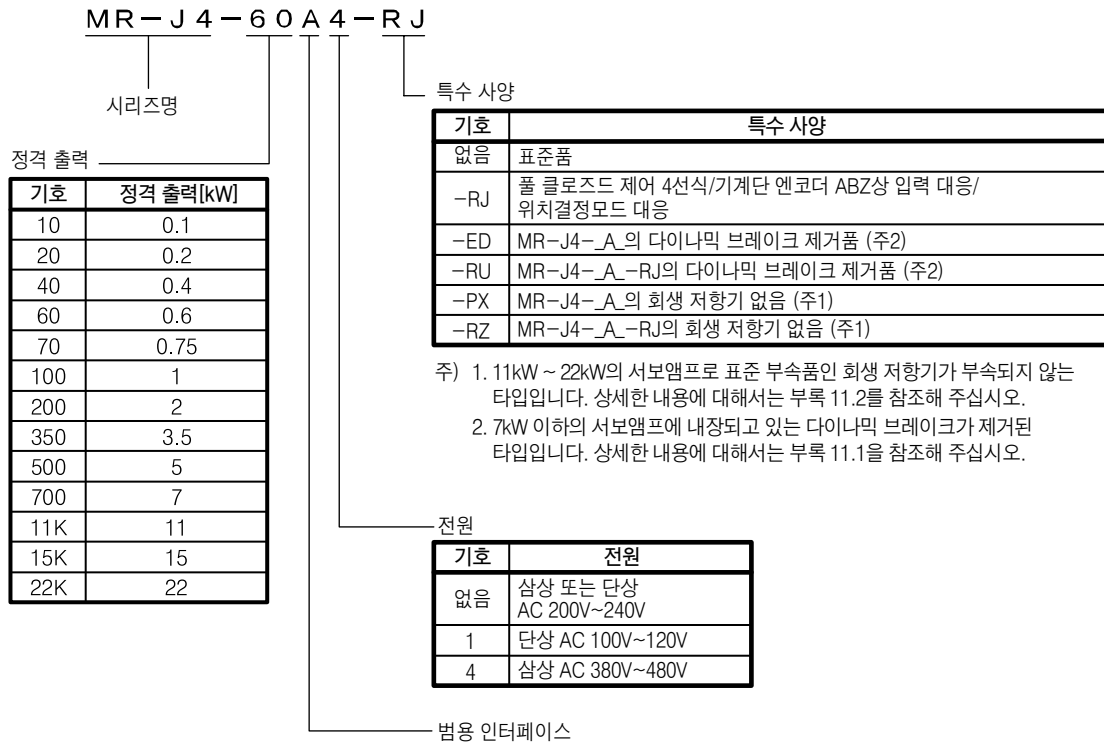 MR-J4-60A4-RJ
시리즈명
정격 출력
기호 정격 출력[kW]
10 0.1
20 0.2
40 0.4
60 0.6
70 0.75
100 1
200 2
350 3.5
500 5
700 7
11K 11
15K 15
22K 22
특수 사양
기호 특수 사양
없음 표준품
-RJ 풀 클로즈드 제어 4선식/기계단 엔코더 ABZ상 입력 대응/
위치결정모드 대응
-ED MR-J4-_A_의 다이나믹 브레이크 제거품 (주2)
-RU MR-J4-_A_-RJ의 다이나믹 브레이크 제거품 (주2)
-PX MR-J4-_A_의 회생 저항기 없음 (주1)
-RZ MR-J4-_A_-RJ의 회생 저항기 없음 (주1)
주) 1. 11kW ~ 22kW의 서보앰프로 표준 부속품인 회생 저항기가 부속되지 않는
타입입니다. 상세한 내용에 대해서는 부록 11.2를 참조해 주십시오.
2. 7kW 이하의 서보앰프에 내장되고 있는 다이나믹 브레이크가 제거된
타입입니다. 상세한 내용에 대해서는 부록 11.1을 참조해 주십시오.
전원
기호 전원
없음 삼상 또는 단상
AC 200V~240V
1 단상 AC 100V~120V
4 삼상 AC 380V~480V
범용 인터페이스